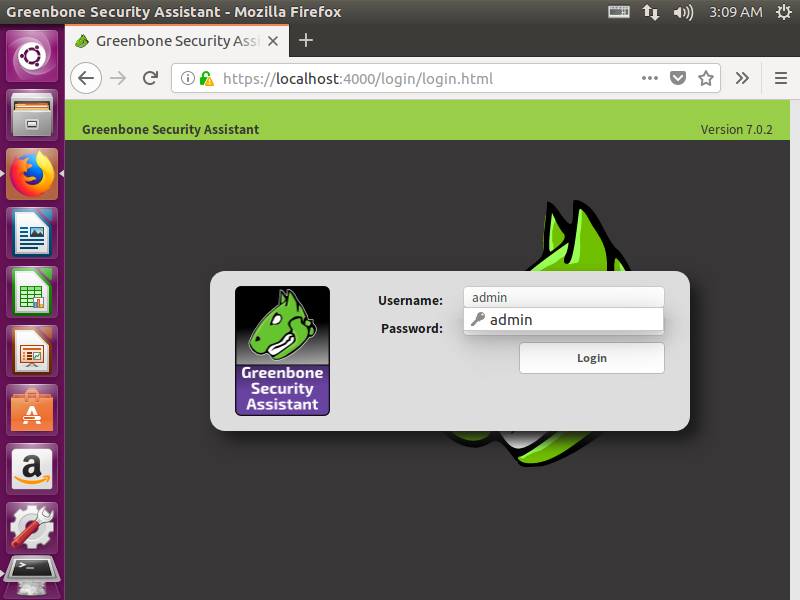 Greenbone Security Assistant - Mozilla Firefox
3:09 AM
Greenbone Security Assi
https://localhost:4000/login/login.html
Greenbone Security Assistant
Version 7.0.2
Username:
admin
admin
Password:
Login
Greenbone
Security
Assistant